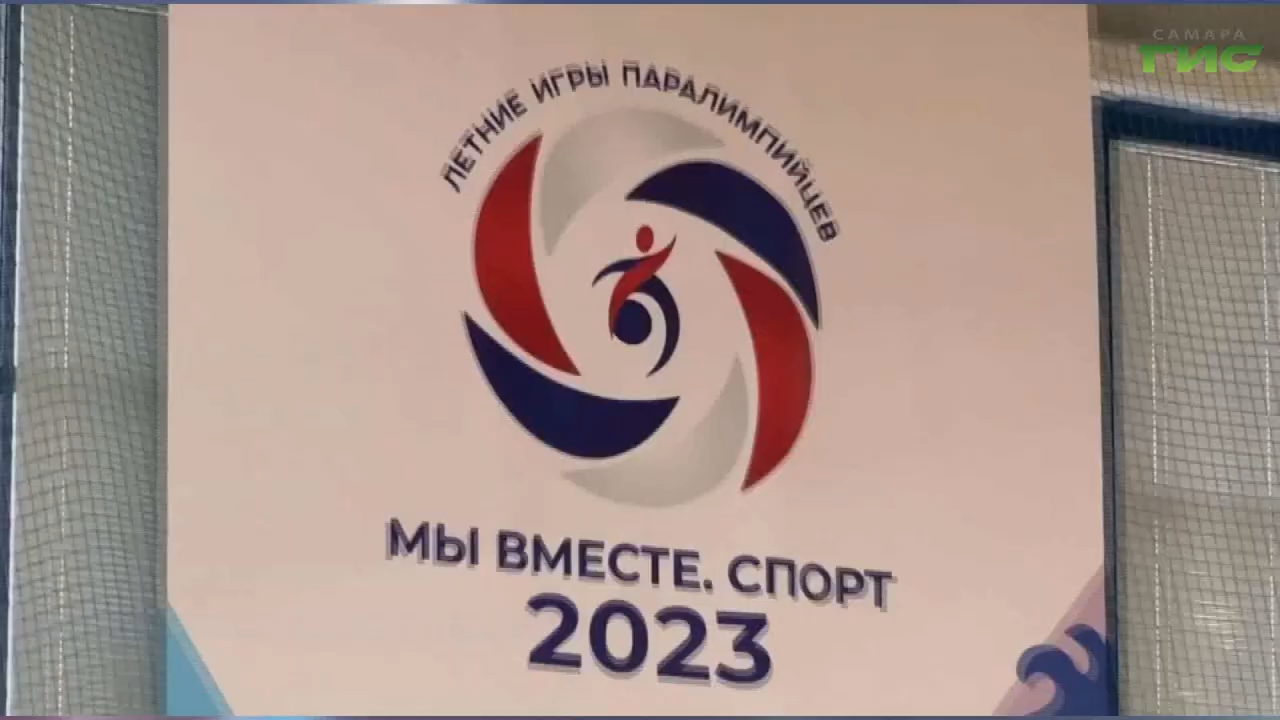 САМАРА
ГИС
ЛЕТНИЕ ИГРЫ ПАРАЛИМПИЙЦЕВ
МЫ ВМЕСТЕ. СПОРТ
2023